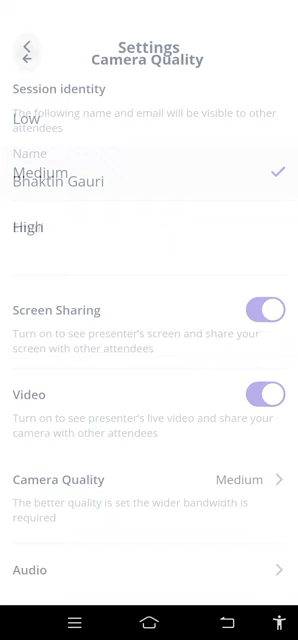 Settings
Camera Quality
Session identity
The following name and email will be visible to other
attendees
Low
Name
Medium
Bhaktin Gauri
High
Screen Sharing
Turn on to see presenter's screen and share your
screen with other attendees
Video
Turn on to see presenter's live video and share your
camera with other attendees
Camera Quality Medium
The better quality is set the wider bandwidth is
required
Audio